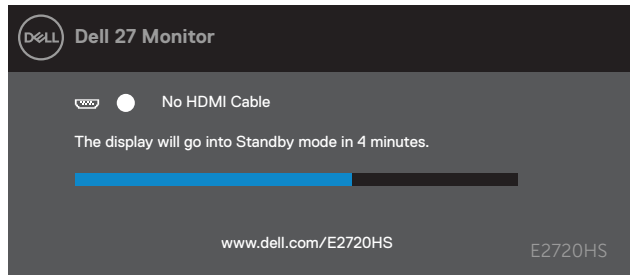 DELL
Dell 27 Monitor
No HDMI Cable
The display will go into Standby mode in 4 minutes.
www.dell.com/E2720HS
E2720HS